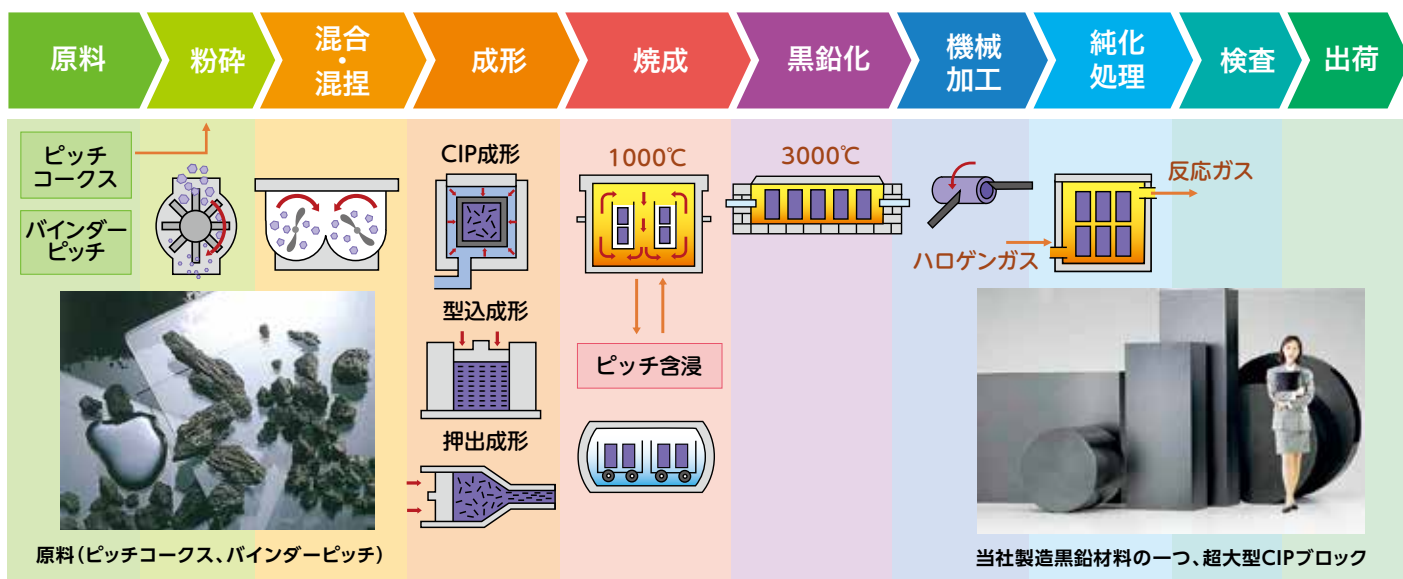 原料
粉砕
混合
・
混捏
成形
焼成
黒鉛化
機械
加工
純化
処理
検査
出荷
ピッチ
コークス
バインダー
ピッチ
CIP成形
型込成形
押出成形
1000℃
ピッチ含浸
3000℃
反応ガス
ハロゲンガス
原料(ピッチコークス、バインダーピッチ)
当社製造黒鉛材料の一つ、超大型CIPブロック